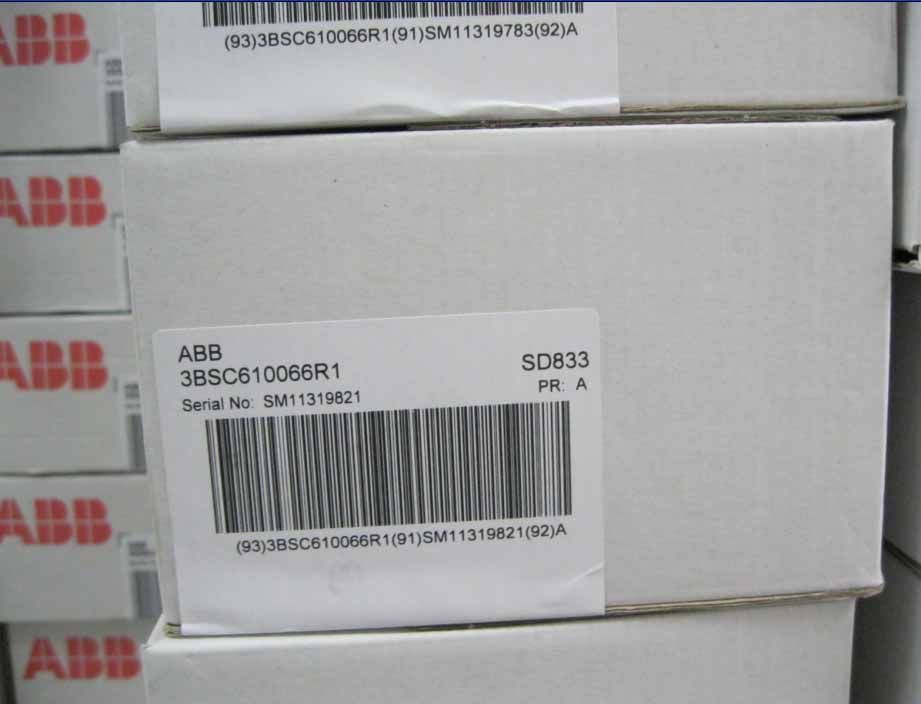 (93)3BSC610066R1(91)SM11319783(92)A
ABB
ABB
ABB
ABB
ABB
ABB
3BSC610066R1
SD833
PR: A
Serial No: SM11319821
(93)3BSC610066R1(91)SM11319821(92)A